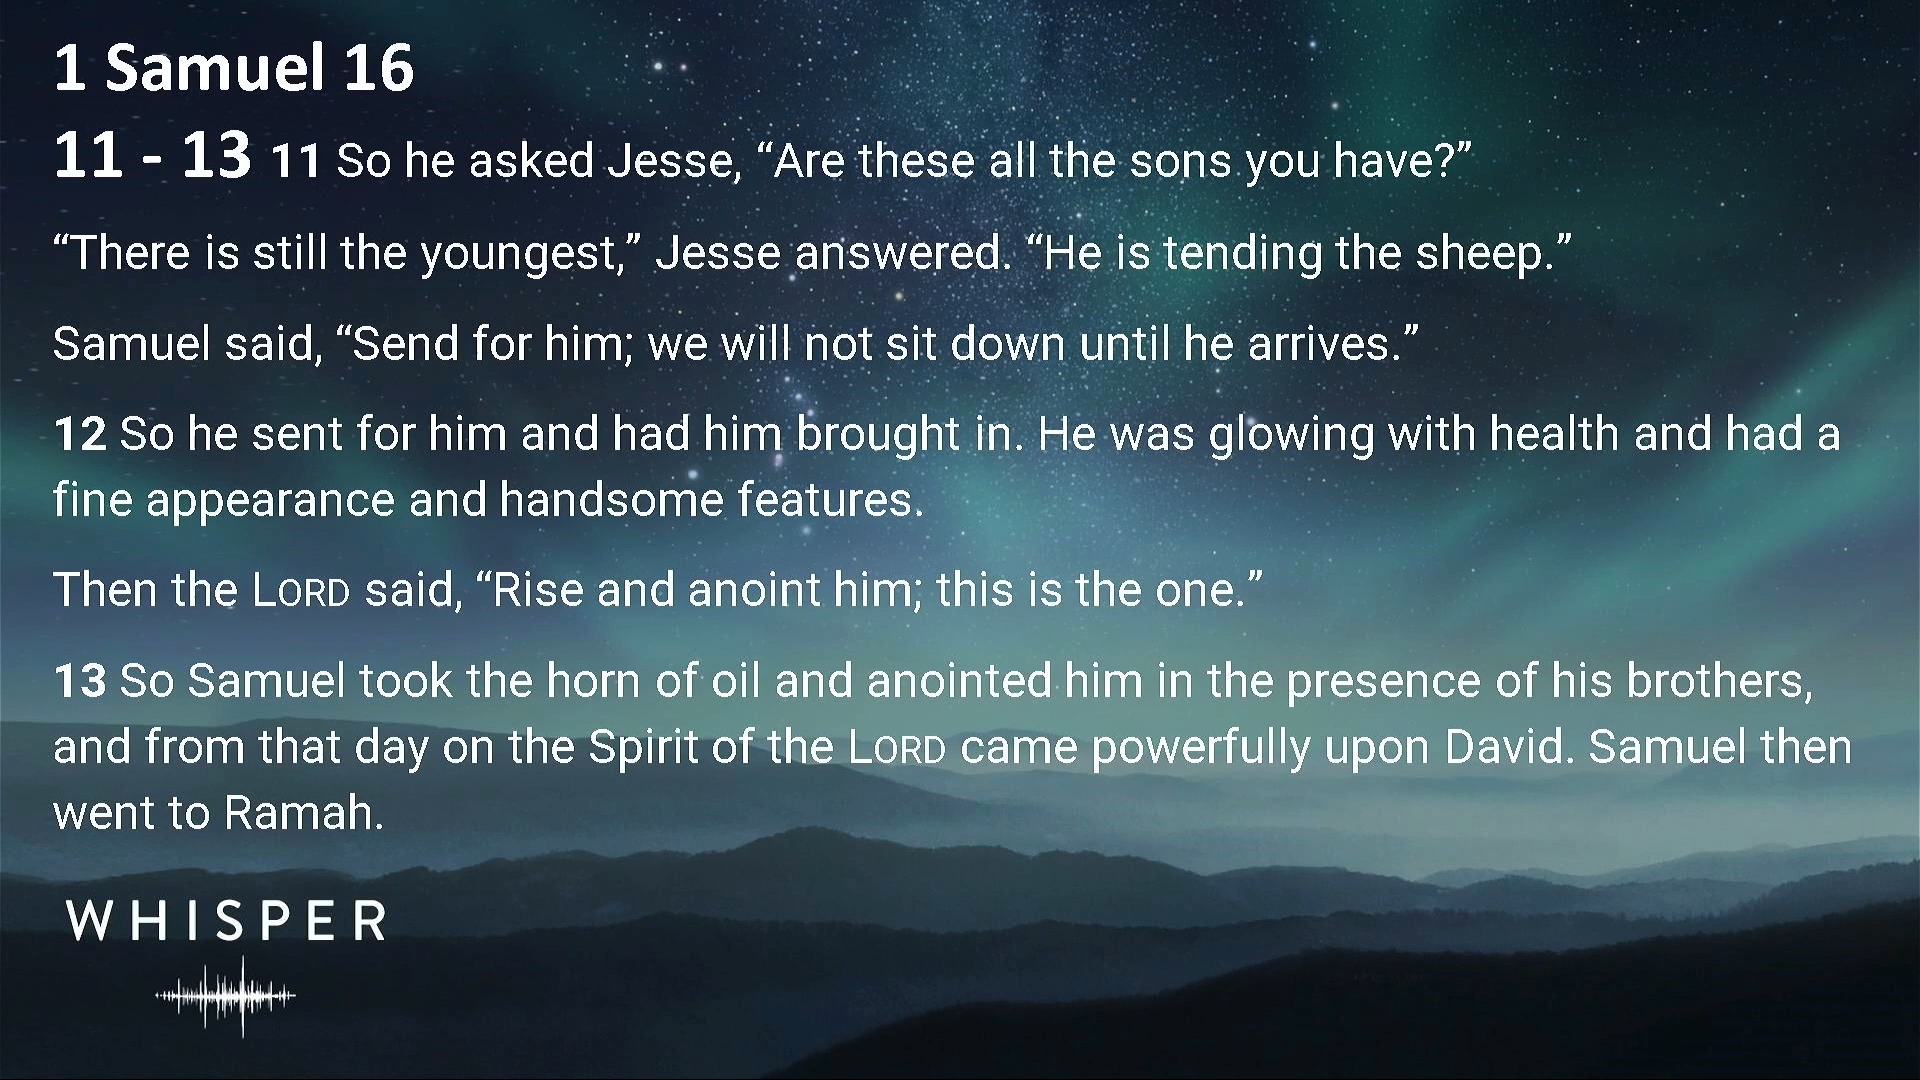 1 Samuel 16
11 - 13 11 So he asked Jesse, “Are these all the sons you have?”
“There is still the youngest,” Jesse answered. “He is tending the sheep.”
Samuel said, “Send for him; we will not sit down until he arrives.”
12 So he sent for him and had him brought in. He was glowing with health and had a
fine appearance and handsome features.
Then the LORD said, “Rise and anoint him; this is the one.”
13 So Samuel took the horn of oil and anointed him in the presence of his brothers,
and from that day on the Spirit of the LORD came powerfully upon David. Samuel then
went to Ramah.
WHISPER